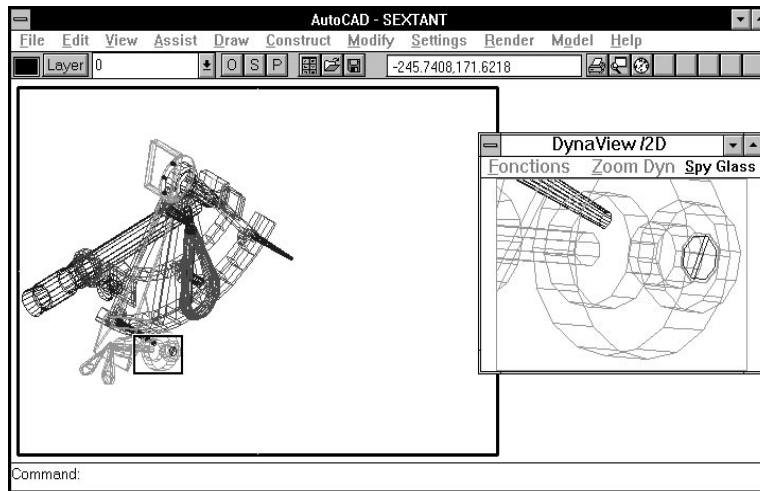 AutoCAD - SEXTANT
File Edit View Assist Draw Construct Modify Settings Render Model Help
Layer 0 O S P -245.7408,171.6218
DynaView /2D
Fonctions Zoom Dyn Spy Glass
Command: